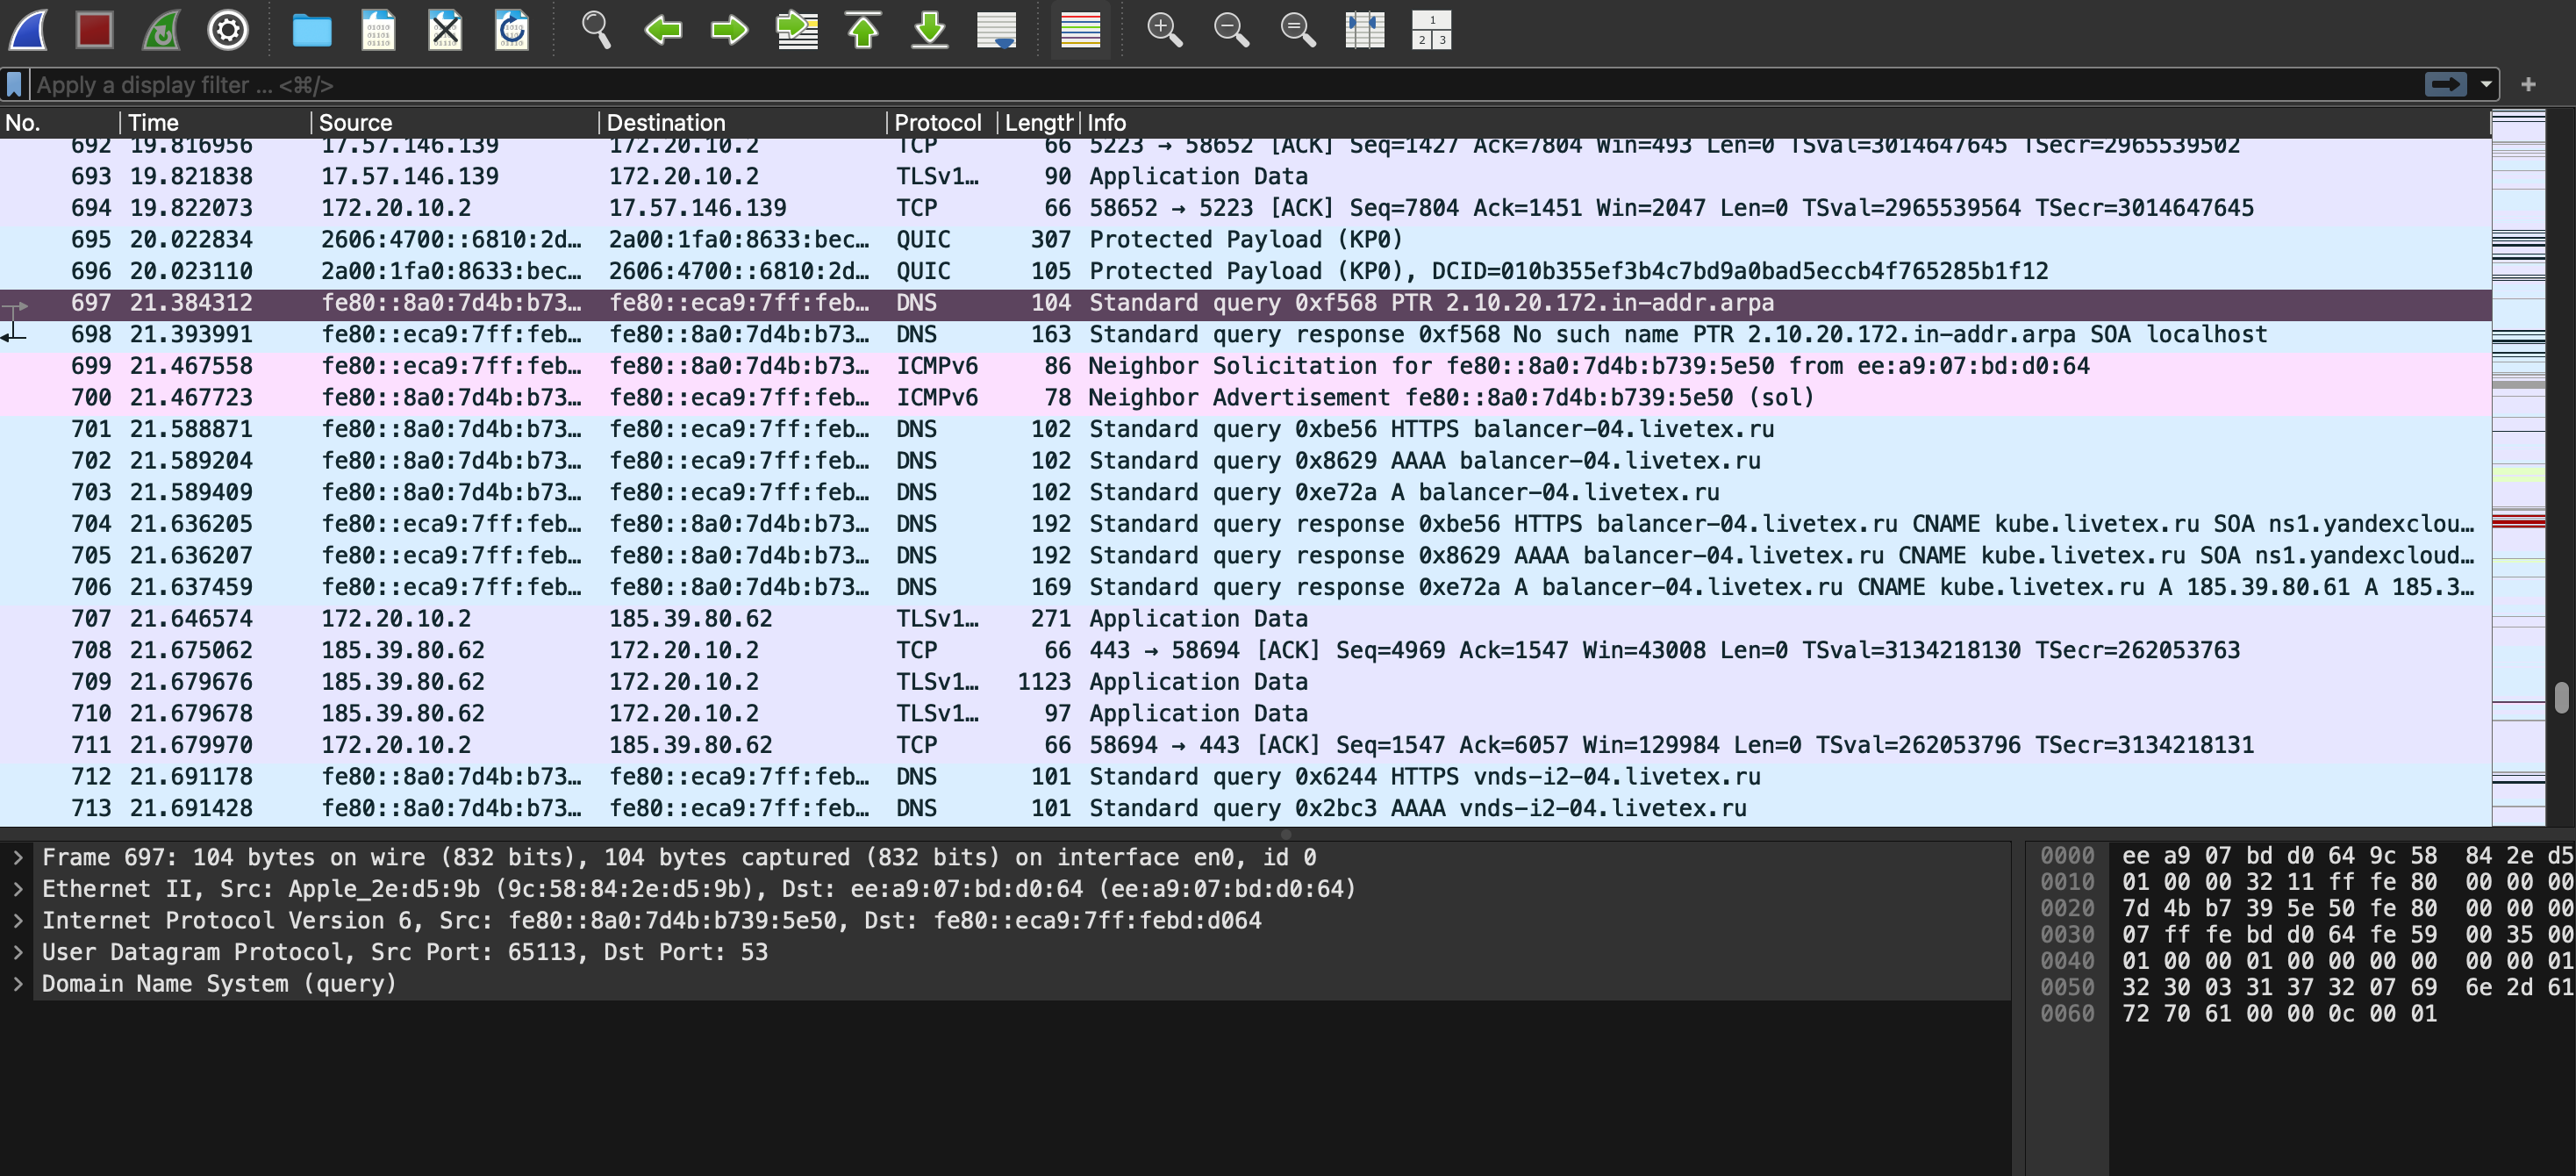 Apply a display filter ... <⌘/>
No. Time Source Destination Protocol Length Info
692 19.816956 17.57.146.139 172.20.10.2 TCP 66 5223 → 58652 [ACK] Seq=1427 Ack=7804 Win=493 Len=0 TSval=3014647645 TSecr=2965539502
693 19.821838 17.57.146.139 172.20.10.2 TLSv1… 90 Application Data
694 19.822073 172.20.10.2 17.57.146.139 TCP 66 58652 → 5223 [ACK] Seq=7804 Ack=1451 Win=2047 Len=0 TSval=2965539564 TSecr=3014647645
695 20.022834 2606:4700::6810:2d… 2a00:1fa0:8633:bec… QUIC 307 Protected Payload (KP0)
696 20.023110 2a00:1fa0:8633:bec… 2606:4700::6810:2d… QUIC 105 Protected Payload (KP0), DCID=010b355ef3b4c7bd9a0bad5eccb4f765285b1f12
697 21.384312 fe80::8a0:7d4b:b73… fe80::eca9:7ff:feb… DNS 104 Standard query 0xf568 PTR 2.10.20.172.in-addr.arpa
698 21.393991 fe80::eca9:7ff:feb… fe80::8a0:7d4b:b73… DNS 163 Standard query response 0xf568 No such name PTR 2.10.20.172.in-addr.arpa SOA localhost
699 21.467558 fe80::eca9:7ff:feb… fe80::8a0:7d4b:b73… ICMPv6 86 Neighbor Solicitation for fe80::8a0:7d4b:b739:5e50 from ee:a9:07:bd:d0:64
700 21.467723 fe80::8a0:7d4b:b73… fe80::eca9:7ff:feb… ICMPv6 78 Neighbor Advertisement fe80::8a0:7d4b:b739:5e50 (sol)
701 21.588871 fe80::8a0:7d4b:b73… fe80::eca9:7ff:feb… DNS 102 Standard query 0xbe56 HTTPS balancer-04.livetex.ru
702 21.589204 fe80::8a0:7d4b:b73… fe80::eca9:7ff:feb… DNS 102 Standard query 0x8629 AAAA balancer-04.livetex.ru
703 21.589409 fe80::8a0:7d4b:b73… fe80::eca9:7ff:feb… DNS 102 Standard query 0xe72a A balancer-04.livetex.ru
704 21.636205 fe80::eca9:7ff:feb… fe80::8a0:7d4b:b73… DNS 192 Standard query response 0xbe56 HTTPS balancer-04.livetex.ru CNAME kube.livetex.ru SOA ns1.yandexclou…
705 21.636207 fe80::eca9:7ff:feb… fe80::8a0:7d4b:b73… DNS 192 Standard query response 0x8629 AAAA balancer-04.livetex.ru CNAME kube.livetex.ru SOA ns1.yandexcloud…
706 21.637459 fe80::eca9:7ff:feb… fe80::8a0:7d4b:b73… DNS 169 Standard query response 0xe72a A balancer-04.livetex.ru CNAME kube.livetex.ru A 185.39.80.61 A 185.3…
707 21.646574 172.20.10.2 185.39.80.62 TLSv1… 271 Application Data
708 21.675062 185.39.80.62 172.20.10.2 TCP 66 443 → 58694 [ACK] Seq=4969 Ack=1547 Win=43008 Len=0 TSval=3134218130 TSecr=262053763
709 21.679676 185.39.80.62 172.20.10.2 TLSv1… 1123 Application Data
710 21.679678 185.39.80.62 172.20.10.2 TLSv1… 97 Application Data
711 21.679970 172.20.10.2 185.39.80.62 TCP 66 58694 → 443 [ACK] Seq=1547 Ack=6057 Win=129984 Len=0 TSval=262053796 TSecr=3134218131
712 21.691178 fe80::8a0:7d4b:b73… fe80::eca9:7ff:feb… DNS 101 Standard query 0x6244 HTTPS vnds-i2-04.livetex.ru
713 21.691428 fe80::8a0:7d4b:b73… fe80::eca9:7ff:feb… DNS 101 Standard query 0x2bc3 AAAA vnds-i2-04.livetex.ru
Frame 697: 104 bytes on wire (832 bits), 104 bytes captured (832 bits) on interface en0, id 0
Ethernet II, Src: Apple_2e:d5:9b (9c:58:84:2e:d5:9b), Dst: ee:a9:07:bd:d0:64 (ee:a9:07:bd:d0:64)
Internet Protocol Version 6, Src: fe80::8a0:7d4b:b739:5e50, Dst: fe80::eca9:7ff:febd:d064
User Datagram Protocol, Src Port: 65113, Dst Port: 53
Domain Name System (query)
0000 ee a9 07 bd d0 64 9c 58 84 2e d5
0010 01 00 00 32 11 ff fe 80 00 00 00
0020 7d 4b b7 39 5e 50 fe 80 00 00 00
0030 07 ff fe bd d0 64 fe 59 00 35 00
0040 01 00 00 01 00 00 00 00 00 00 01
0050 32 30 03 31 37 32 07 69 6e 2d 61
0060 72 70 61 00 00 0c 00 01